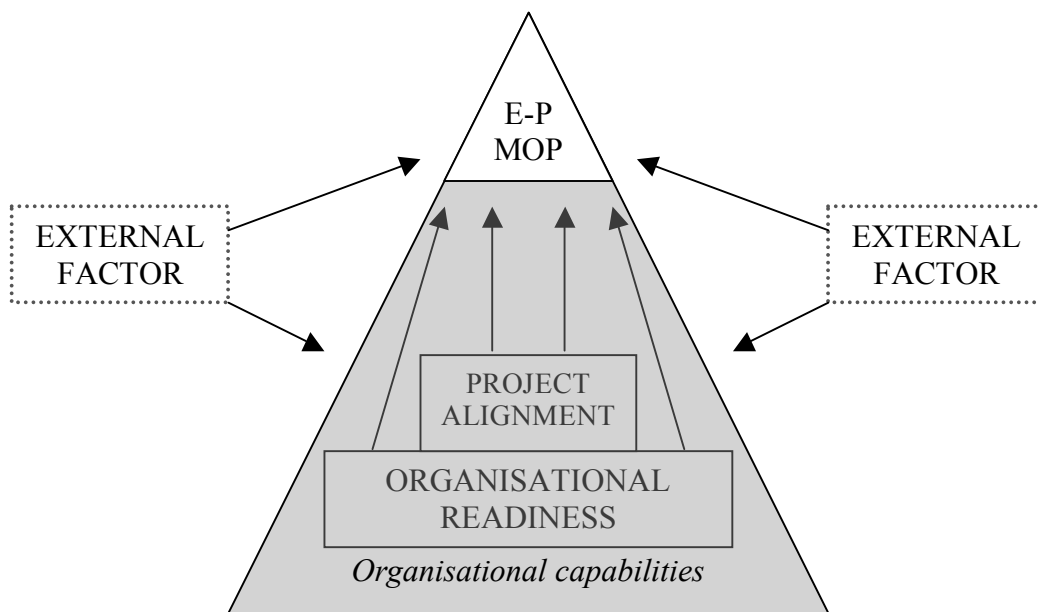 E-P
MOP
EXTERNAL
FACTOR
EXTERNAL
FACTOR
PROJECT
ALIGNMENT
ORGANISATIONAL
READINESS
Organisational capabilities